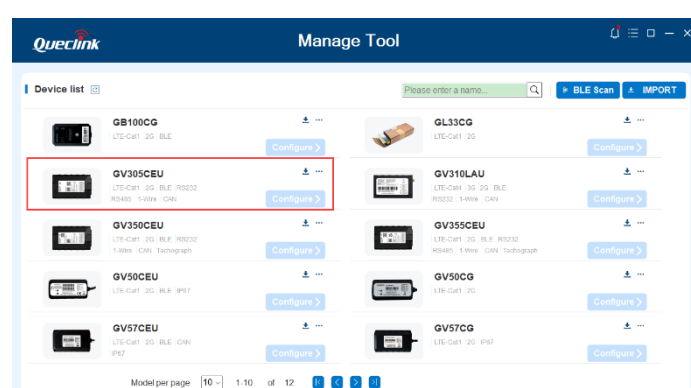 Queclink
Manage Tool
Device list
Please enter a name...
BLE Scan
IMPORT
GB100CG
LTE-Cat1 2G BLE
Configure >
GL33CG
LTE-Cat1 2G
Configure >
GV305CEU
LTE-Cat1 2G BLE RS232
RS485 1-Wire CAN
Configure >
GV310LAU
LTE-Cat4 3G 2G BLE
RS232 1-Wire CAN
Configure >
GV350CEU
LTE-Cat1 2G BLE RS232
1-Wire CAN Tachograph
Configure >
GV355CEU
LTE-Cat1 2G BLE RS232
RS485 1-Wire CAN Tachograph
Configure >
GV50CEU
LTE-Cat1 2G BLE IP67
Configure >
GV50CG
LTE-Cat1 2G
Configure >
GV57CEU
LTE-Cat1 2G BLE CAN
IP67
Configure >
GV57CG
LTE-Cat1 2G IP67
Configure >
Model per page 10 1-10 of 12